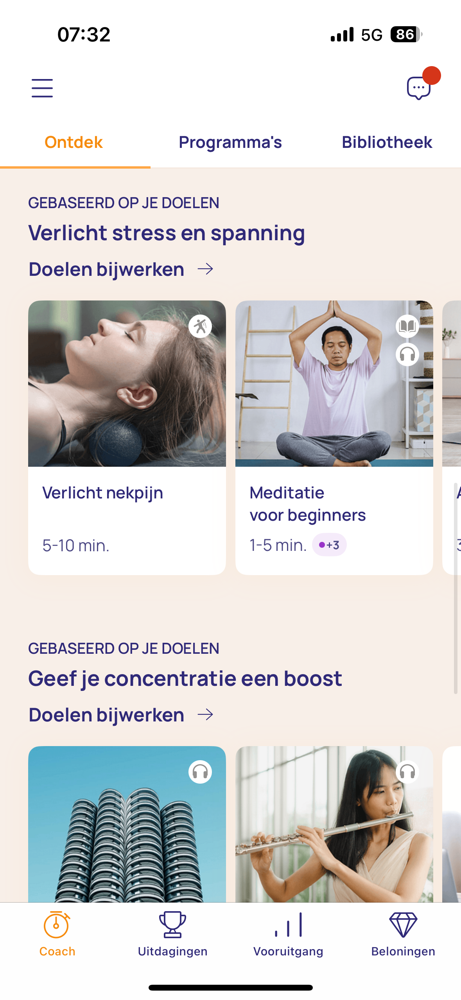 07:32
5G
86
Ontdek
Programma's
Bibliotheek
GEBASEERD OP JE DOELEN
Verlicht stress en spanning
Doelen bijwerken
Verlicht nekpijn
5-10 min.
Meditatie
voor beginners
1-5 min.
+3
GEBASEERD OP JE DOELEN
Geef je concentratie een boost
Doelen bijwerken
Coach
Uitdagingen
Vooruitgang
Beloningen